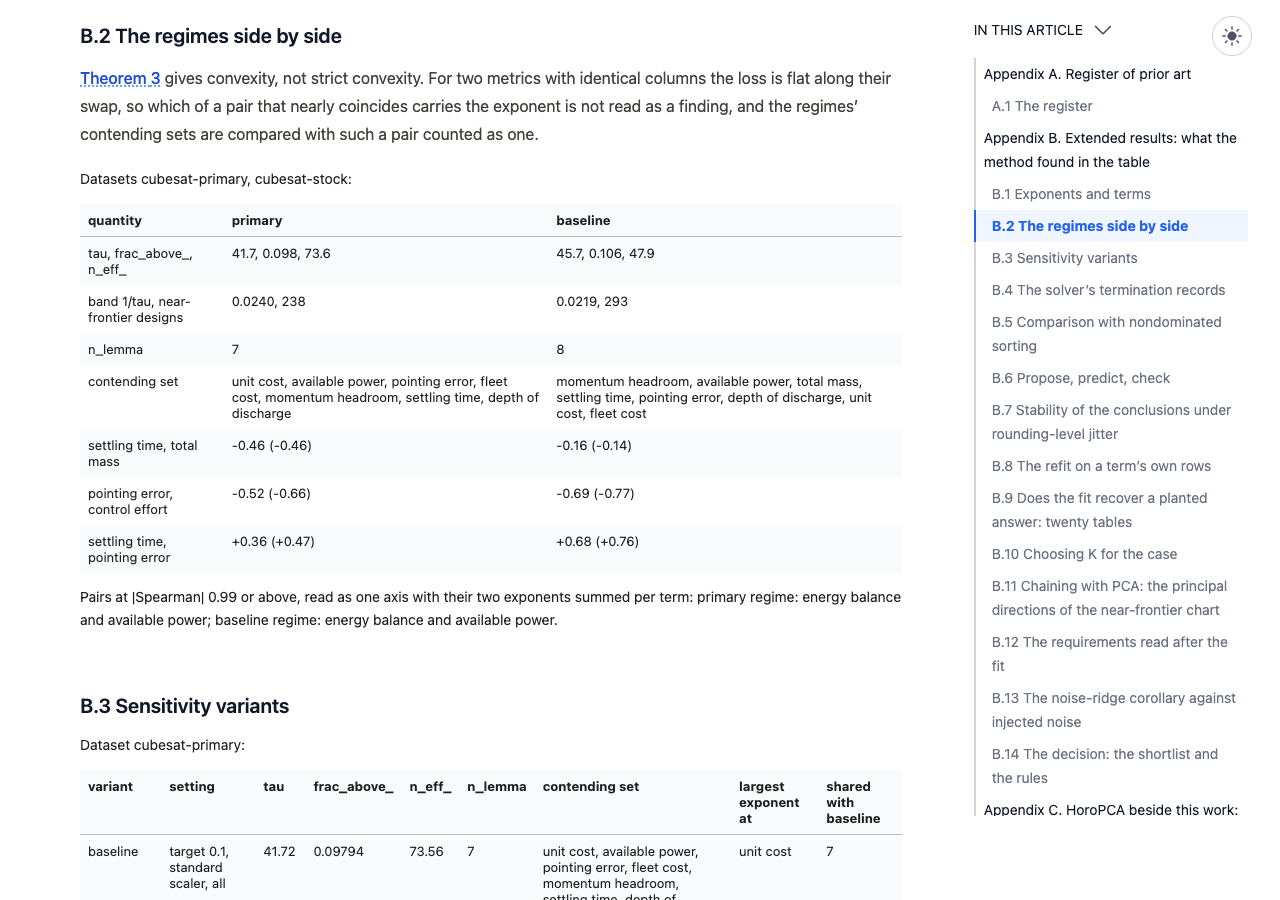 B.2 The regimes side by side
Theorem 3 gives convexity, not strict convexity. For two metrics with identical columns the loss is flat along their
swap, so which of a pair that nearly coincides carries the exponent is not read as a finding, and the regimes’
contending sets are compared with such a pair counted as one.
Datasets cubesat-primary, cubesat-stock:
quantity primary baseline
tau, frac_above_, 41.7, 0.098, 73.6 45.7, 0.106, 47.9
n_eff_
band 1/tau, near- 0.0240, 238 0.0219, 293
frontier designs
n_lemma 7 8
contending set unit cost, available power, pointing error, fleet momentum headroom, available power, total mass,
cost, momentum headroom, settling time, depth of settling time, pointing error, depth of discharge, unit
discharge cost, fleet cost
settling time, total -0.46 (-0.46) -0.16 (-0.14)
mass
pointing error, -0.52 (-0.66) -0.69 (-0.77)
control effort
settling time, +0.36 (+0.47) +0.68 (+0.76)
pointing error
Pairs at |Spearman| 0.99 or above, read as one axis with their two exponents summed per term: primary regime: energy balance
and available power; baseline regime: energy balance and available power.
B.3 Sensitivity variants
Dataset cubesat-primary:
variant setting tau frac_above_ n_eff_ n_lemma contending set largest shared
exponent with
at baseline
baseline target 0.1, 41.72 0.09794 73.56 7 unit cost, available power, unit cost 7
standard pointing error, fleet cost,
scaler, all momentum headroom,
settling time, depth of
IN THIS ARTICLE
Appendix A. Register of prior art
A.1 The register
Appendix B. Extended results: what the
method found in the table
B.1 Exponents and terms
B.2 The regimes side by side
B.3 Sensitivity variants
B.4 The solver’s termination records
B.5 Comparison with nondominated
sorting
B.6 Propose, predict, check
B.7 Stability of the conclusions under
rounding-level jitter
B.8 The refit on a term’s own rows
B.9 Does the fit recover a planted
answer: twenty tables
B.10 Choosing K for the case
B.11 Chaining with PCA: the principal
directions of the near-frontier chart
B.12 The requirements read after the
fit
B.13 The noise-ridge corollary against
injected noise
B.14 The decision: the shortlist and
the rules
Appendix C. HoroPCA beside this work: